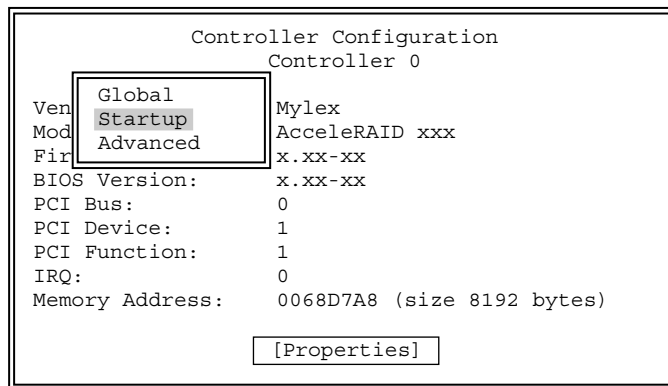 Controller Configuration
Controller 0
Global
Startup
Advanced
Ven Mylex
Mod AcceleRAID xxx
Fir x.xx-xx
BIOS Version: x.xx-xx
PCI Bus: 0
PCI Device: 1
PCI Function: 1
IRQ: 0
Memory Address: 0068D7A8 (size 8192 bytes)
[Properties]